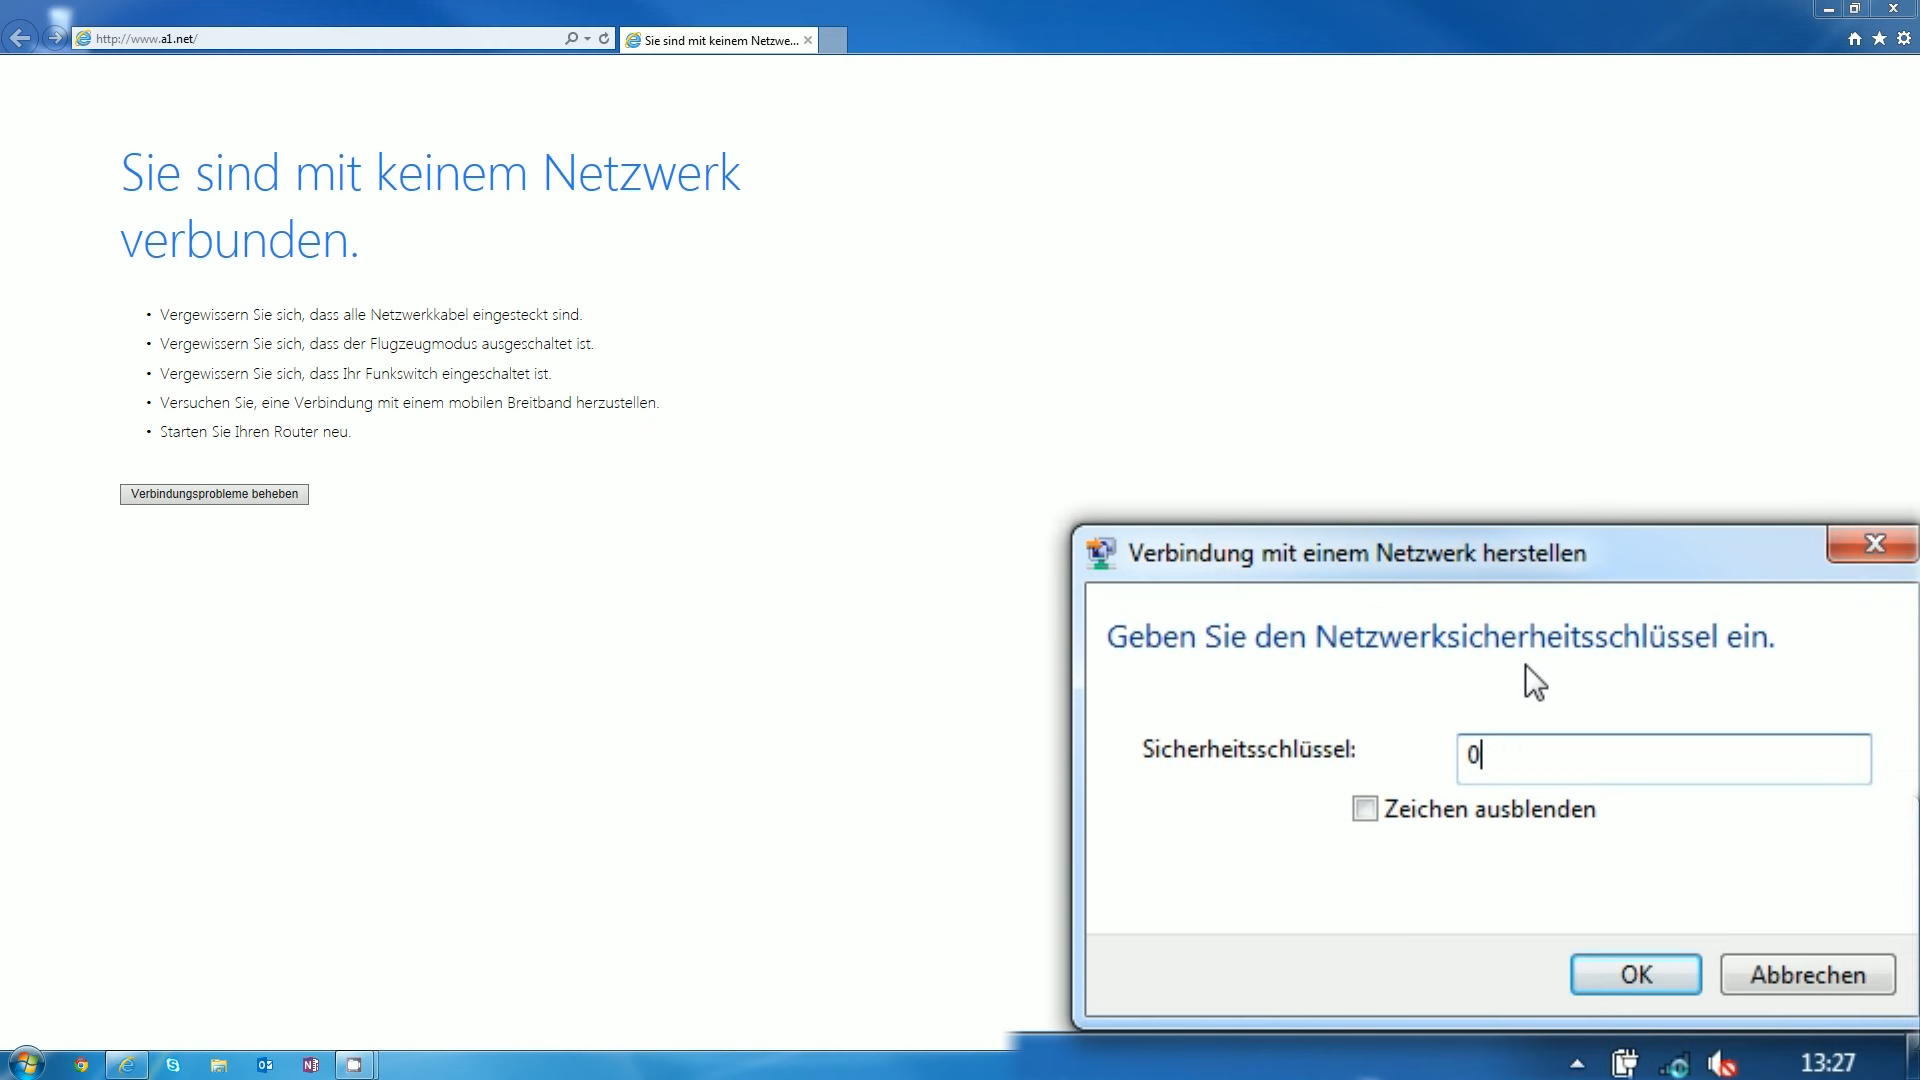 http://www.a1.net/
Sie sind mit keinem Netzwe...
Sie sind mit keinem Netzwerk
verbunden.
• Vergewissern Sie sich, dass alle Netzwerkkabel eingesteckt sind.
• Vergewissern Sie sich, dass der Flugzeugmodus ausgeschaltet ist.
• Vergewissern Sie sich, dass Ihr Funkswitch eingeschaltet ist.
• Versuchen Sie, eine Verbindung mit einem mobilen Breitband herzustellen.
• Starten Sie Ihren Router neu.
Verbindungsprobleme beheben
Verbindung mit einem Netzwerk herstellen
Geben Sie den Netzwerksicherheitsschlüssel ein.
Sicherheitsschlüssel:
0
Zeichen ausblenden
OK
Abbrechen
13:27